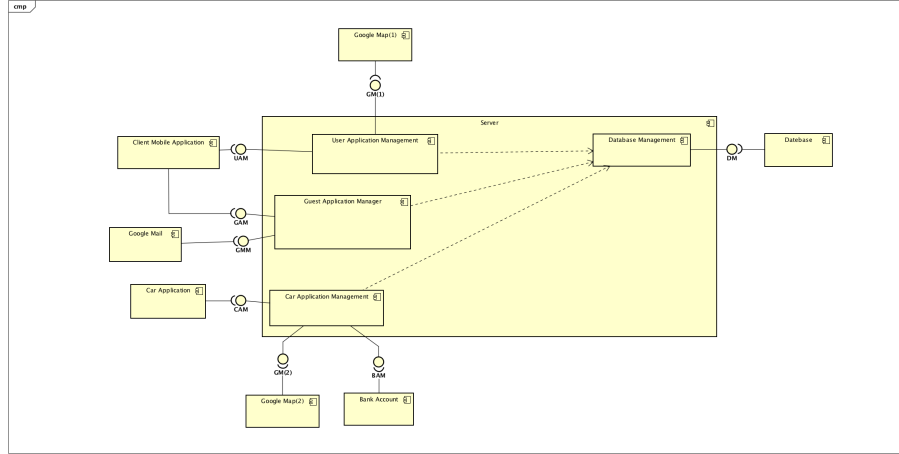 cmp
Google Map(1)
GM(1)
Server
Client Mobile Application
UAM
User Application Management
Database Management
DM
Datebase
Guest Application Manager
GAM
Google Mail
GMM
Car Application
CAM
Car Application Management
GM(2)
BAM
Google Map(2)
Bank Account